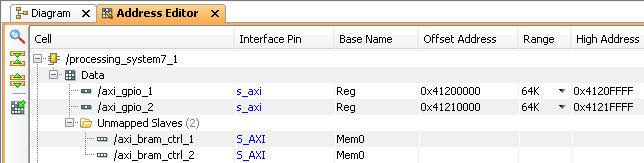 Diagram × Address Editor ×
Cell Interface Pin Base Name Offset Address Range High Address
/processing_system7_1
Data
/axi_gpio_1 s_axi Reg 0x41200000 64K 0x4120FFFF
/axi_gpio_2 s_axi Reg 0x41210000 64K 0x4121FFFF
Unmapped Slaves (2)
/axi_bram_ctrl_1 S_AXI Mem0
/axi_bram_ctrl_2 S_AXI Mem0